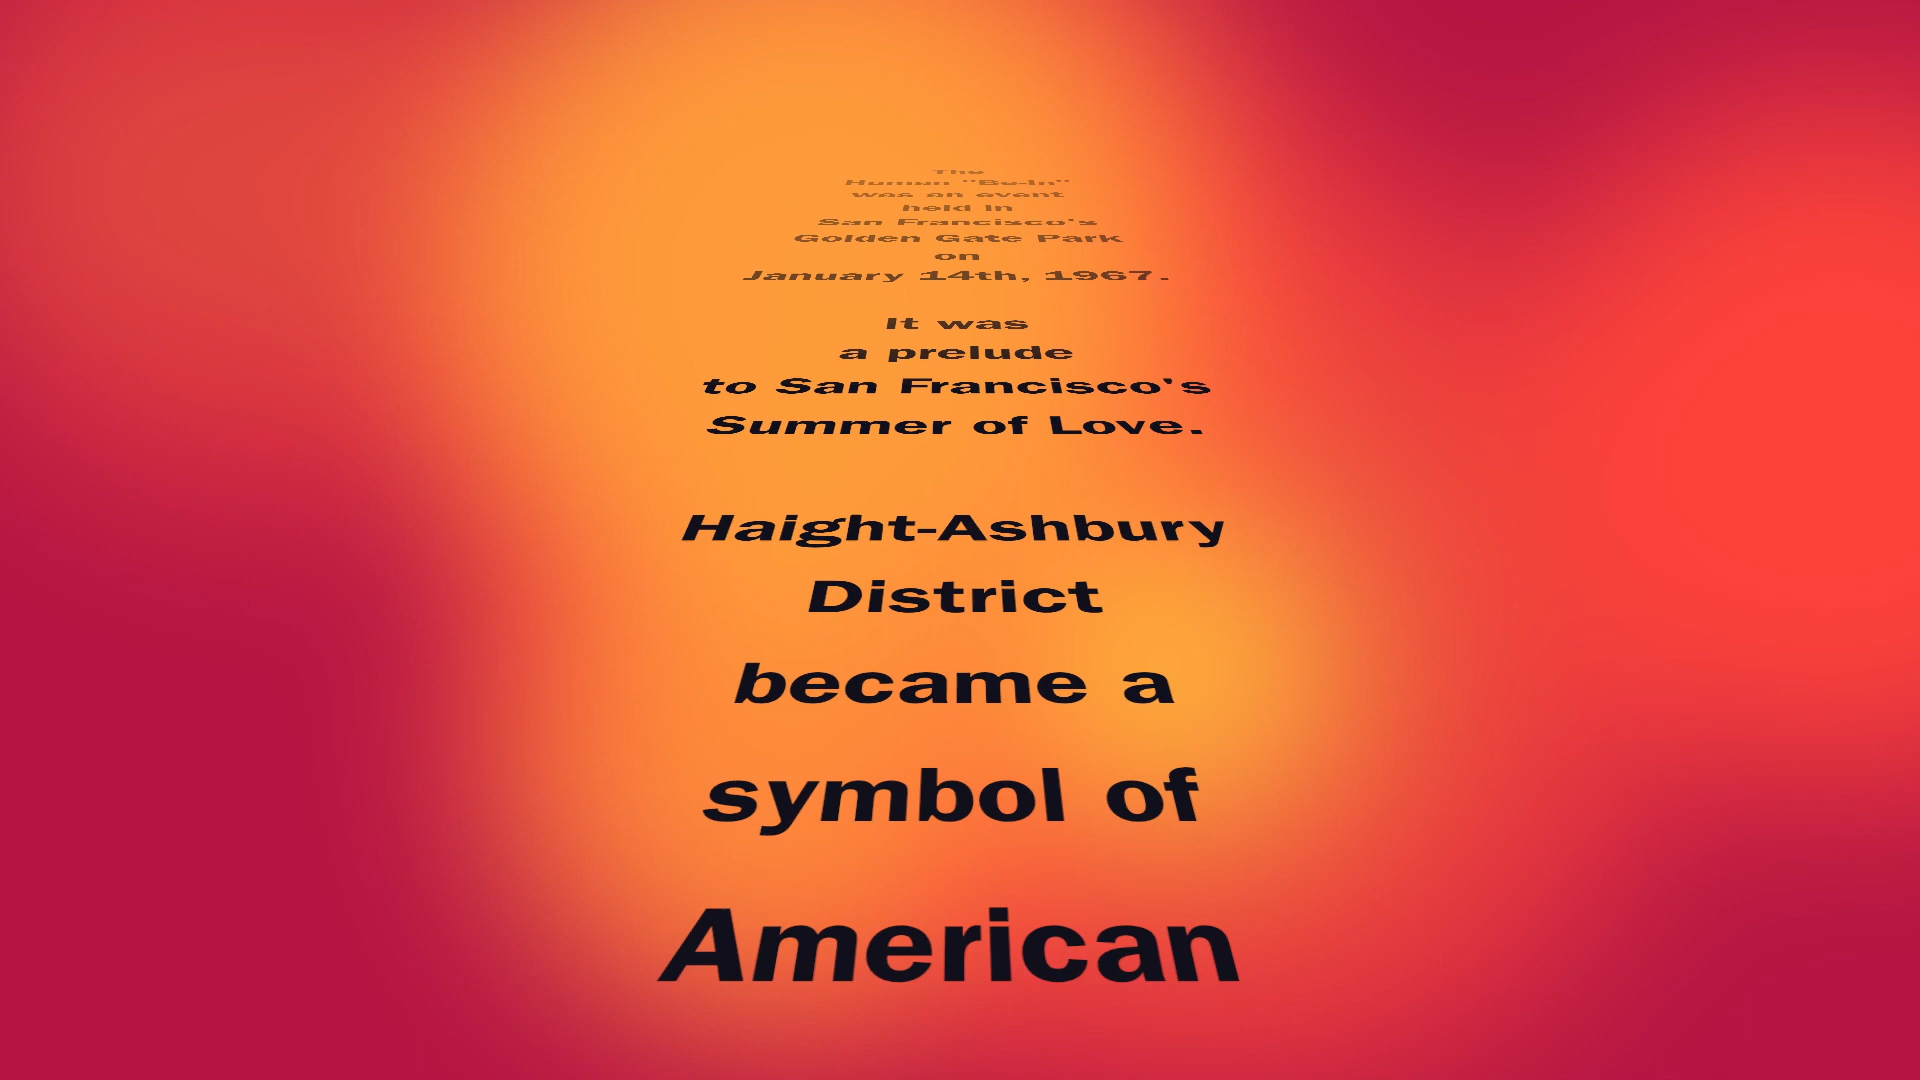 The
Human "Be-In"
was an event
held in
San Francisco's
Golden Gate Park
on
January 14th, 1967.
It was
a prelude
to San Francisco's
Summer of Love.
Haight-Ashbury
District
became a
symbol of
American